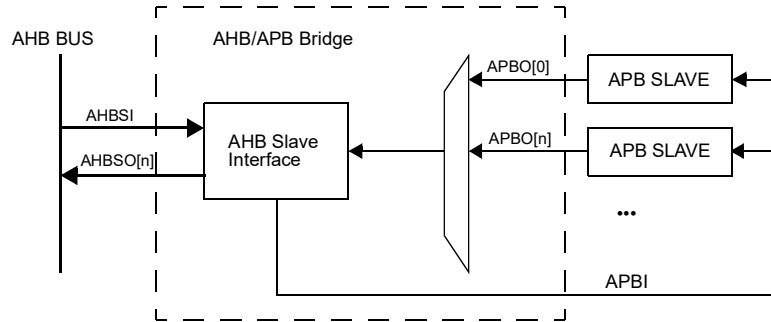 AHB BUS
AHB/APB Bridge
APBO[0]
APB SLAVE
AHBSI
AHB Slave
Interface
APBO[n]
APB SLAVE
AHBSO[n]
...
APBI